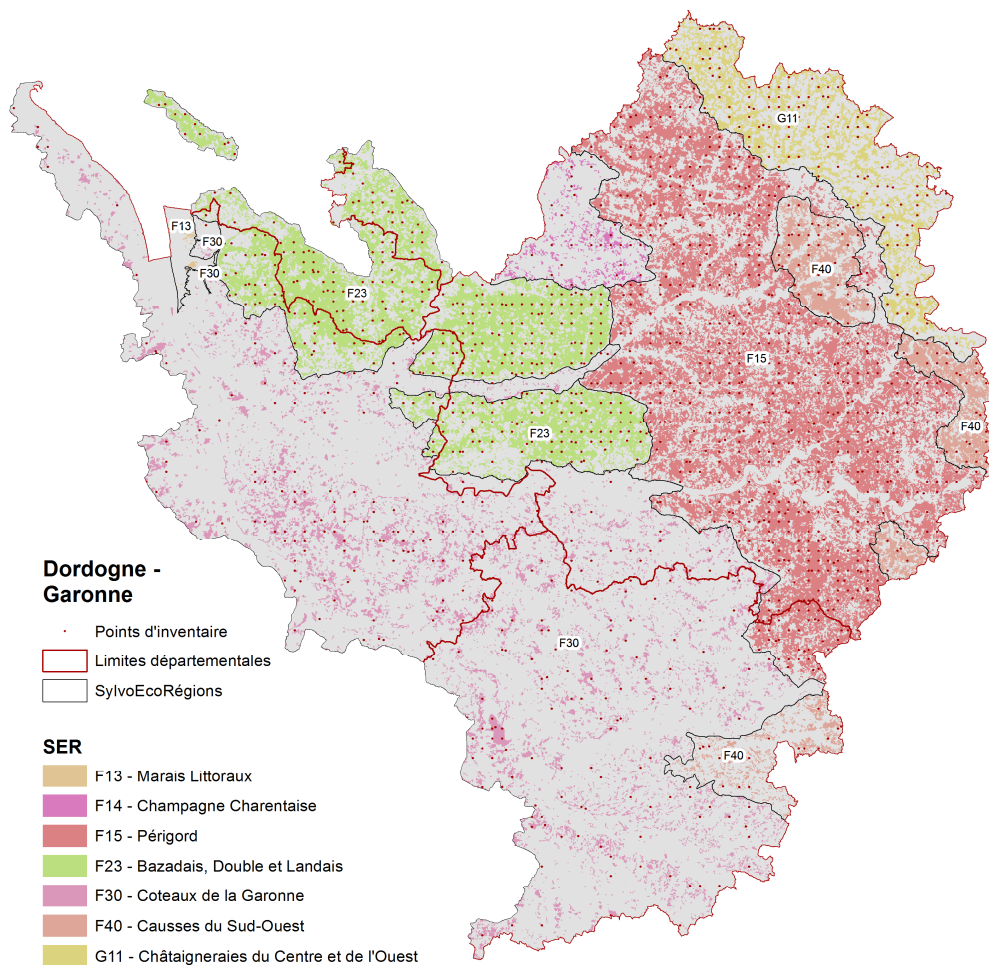 G11
F13
F30
F30
F40
F23
F15
F40
F23
F30
F40
Dordogne -
Garonne
Points d'inventaire
Limites départementales
SylvoEcoRégions
SER
F13 - Marais Littoraux
F14 - Champagne Charentaise
F15 - Périgord
F23 - Bazadais, Double et Landais
F30 - Coteaux de la Garonne
F40 - Causses du Sud-Ouest
G11 - Châtaigneraies du Centre et de l'Ouest